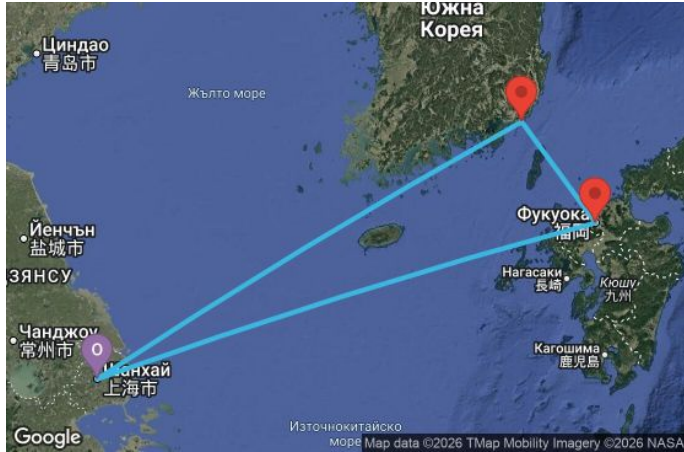 Южна
Корея
Циндао
青岛市
Жълто море
Йенчън
盐城市
ДЗЯНСУ
Чанджоу
常州市
O
Шанхай
上海市
Фукуока
福岡
Нагасаки
長崎
Кюшу
九州
Кагошима
鹿児島
Източнокитайско
море
Google
Map data ©2026 TMap Mobility Imagery ©2026 NASA